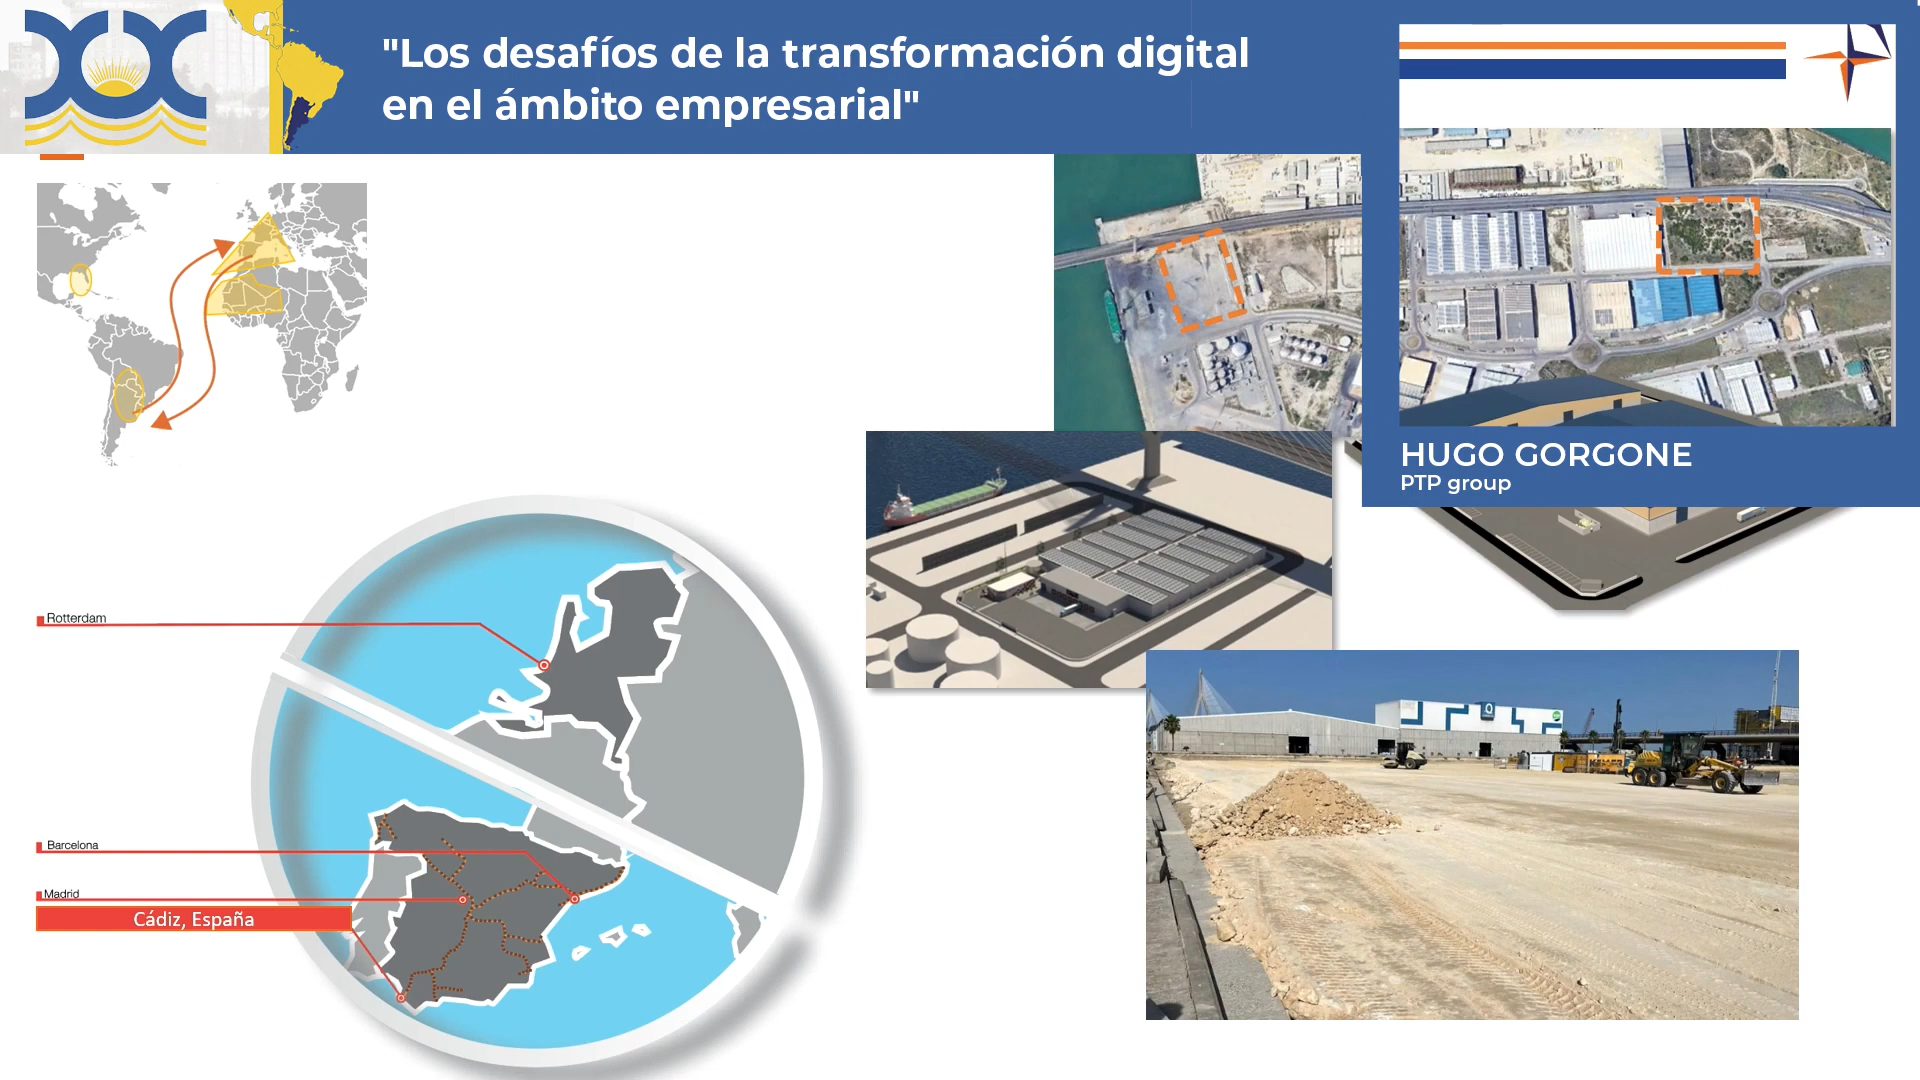 "Los desafíos de la transformación digital
en el ámbito empresarial"
HUGO GORGONE
PTP group
Rotterdam
Barcelona
Madrid
Cádiz, España